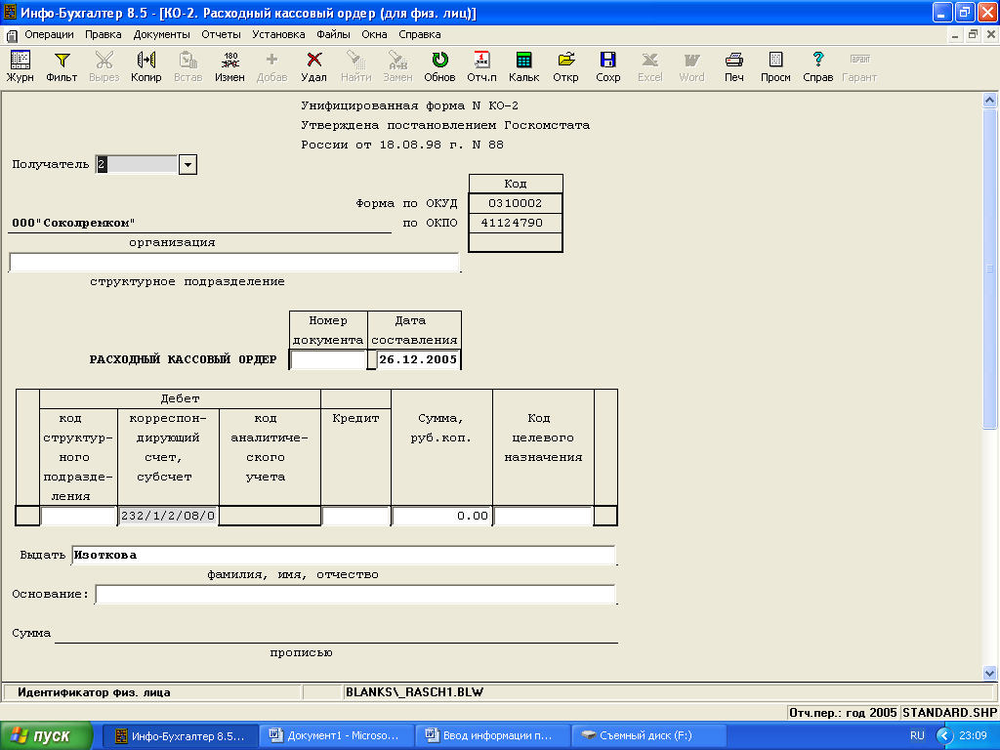 Инфо-Бухгалтер 8.5 - [КО-2. Расходный кассовый ордер (для физ. лиц)]
Операции Правка Документы Отчеты Установка Файлы Окна Справка
Журн Фильт Вырез Копир Встав Измен Добав Удал Найти Замен Обнов Отч.п Кальк Откр Сохр Excel Word Печ Просм Справ Гарант
Унифицированная форма N КО-2
Утверждена постановлением Госкомстата
России от 18.08.98 г. N 88
Получатель 2
Код
Форма по ОКУД 0310002
ООО"Соколремком" по ОКПО 41124790
организация
структурное подразделение
Номер Дата
документа составления
РАСХОДНЫЙ КАССОВЫЙ ОРДЕР 26.12.2005
Дебет
код корреспон- код Кредит Сумма, Код
структур- дирующий аналитиче- руб.коп. целевого
ного счет, ского назначения
подразде- субсчет учета
ления
232/1/2/08/0 0.00
Выдать Изоткова
фамилия, имя, отчество
Основание:
Сумма
прописью
Идентификатор физ. лица BLANKS\_RASCH1.BLW
Отч.пер.: год 2005 STANDARD.SHP
пуск Инфо-Бухгалтер 8.5... Документ1 - Microso... Ввод информации п... Съемный диск (F:) RU 23:09